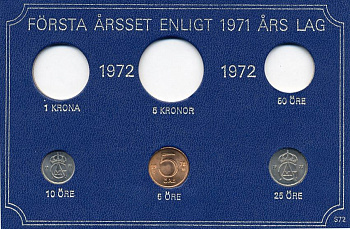 FÖRSTA ÅRSSET ENLIGT 1971 ÅRS LAG
1972 1972
1 KRONA 5 KRONOR 50 ÖRE
5
10 ÖRE 5 ÖRE 25 ÖRE
S72